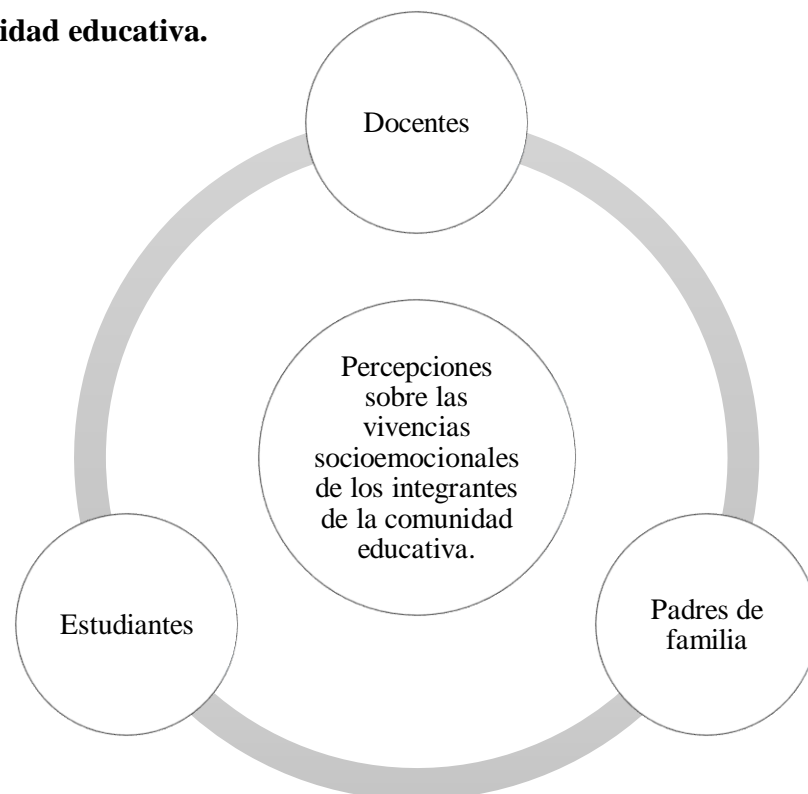 idad educativa.
Docentes
Percepciones
sobre las
vivencias
socioemocionales
de los integrantes
de la comunidad
educativa.
Estudiantes
Padres de
familia